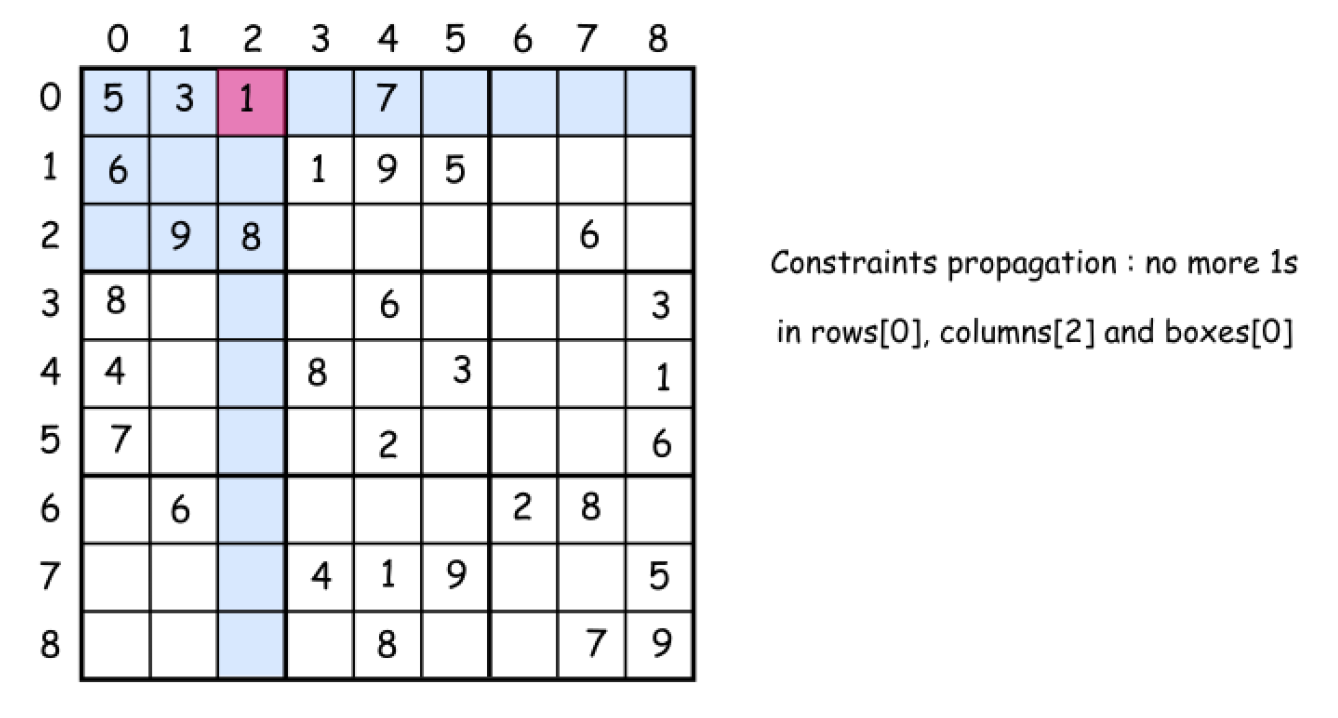 0 1 2 3 4 5 6 7 8
0 5 3 1 7
1 6 1 9 5
2 9 8 6
3 8 6 3
4 4 8 3 1
5 7 2 6
6 6 2 8
7 4 1 9 5
8 8 7 9
Constraints propagation : no more 1s
in rows[0], columns[2] and boxes[0]